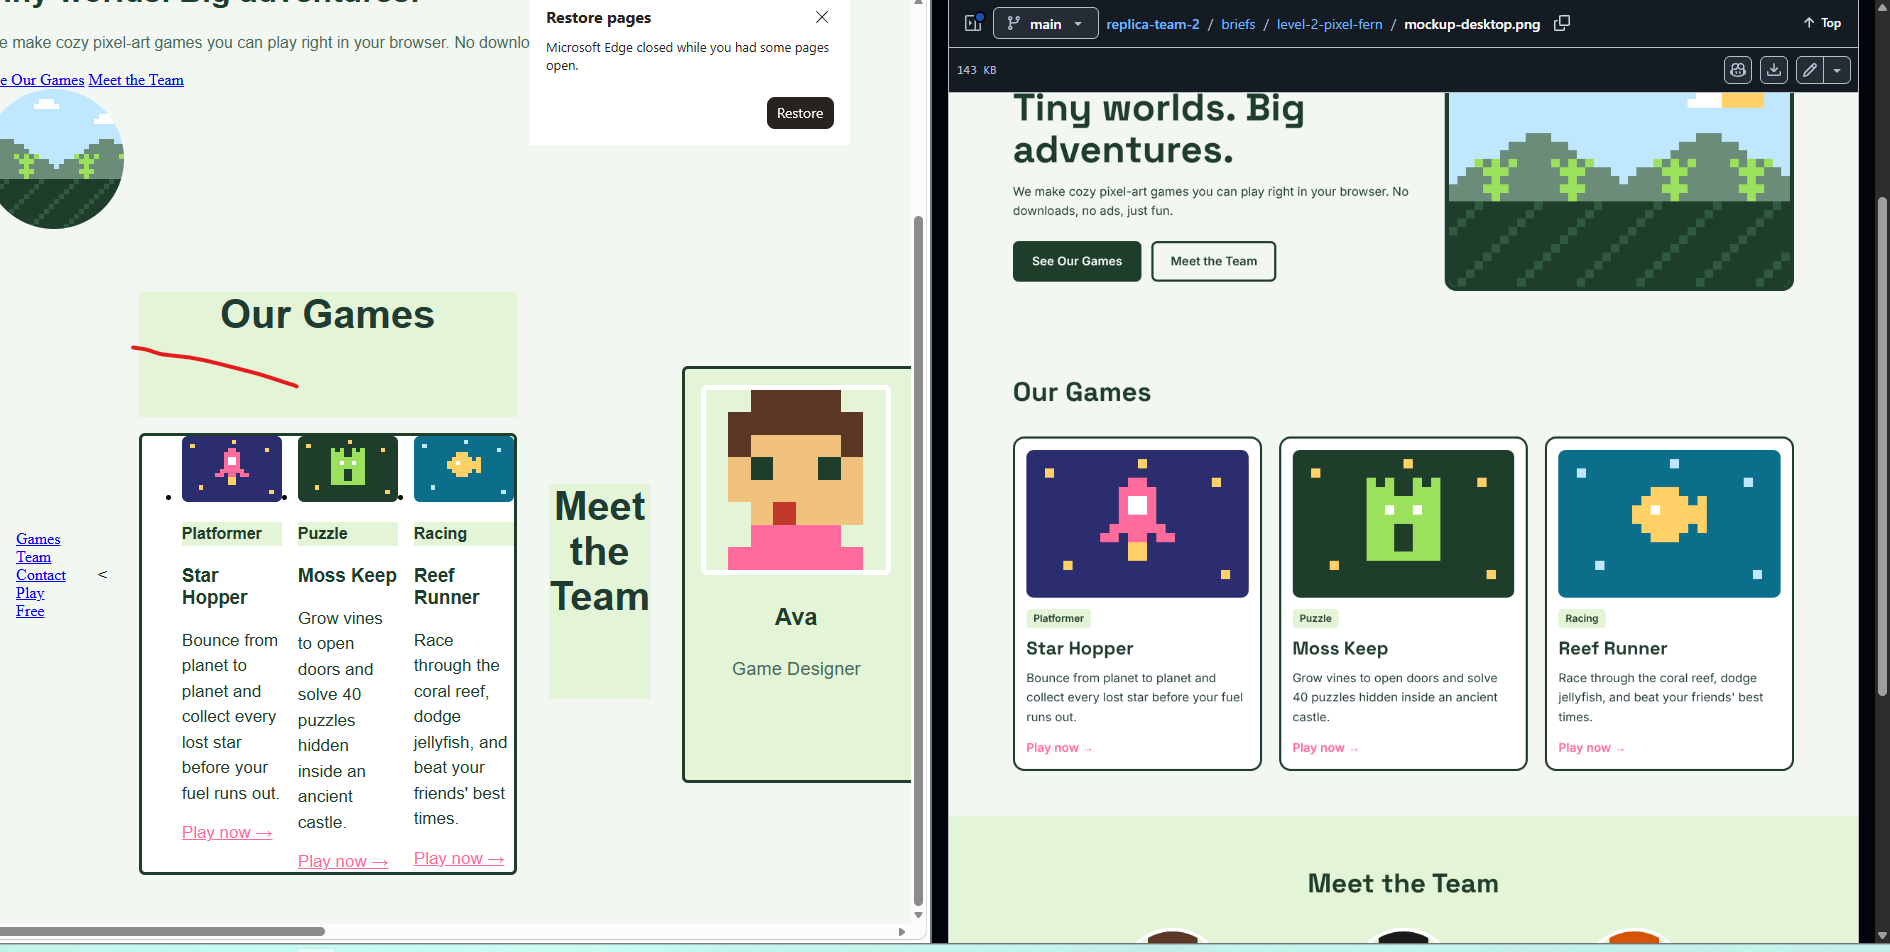 ny worlds. Big adventures.
e make cozy pixel-art games you can play right in your browser. No downlo
e Our Games Meet the Team
Restore pages
Microsoft Edge closed while you had some pages
open.
Restore
Our Games
Games
Team
Contact
Play
Free
<
Platformer
Star
Hopper
Bounce from
planet to
planet and
collect every
lost star
before your
fuel runs out.
Play now →
Puzzle
Moss Keep
Grow vines
to open
doors and
solve 40
puzzles
hidden
inside an
ancient
castle.
Play now →
Racing
Reef
Runner
Race
through the
coral reef,
dodge
jellyfish, and
beat your
friends' best
times.
Play now →
Meet
the
Team
Ava
Game Designer
main
replica-team-2 / briefs / level-2-pixel-fern / mockup-desktop.png
Top
143 KB
Tiny worlds. Big
adventures.
We make cozy pixel-art games you can play right in your browser. No
downloads, no ads, just fun.
See Our Games
Meet the Team
Our Games
Platformer
Star Hopper
Bounce from planet to planet and
collect every lost star before your fuel
runs out.
Play now →
Puzzle
Moss Keep
Grow vines to open doors and solve
40 puzzles hidden inside an ancient
castle.
Play now →
Racing
Reef Runner
Race through the coral reef, dodge
jellyfish, and beat your friends' best
times.
Play now →
Meet the Team